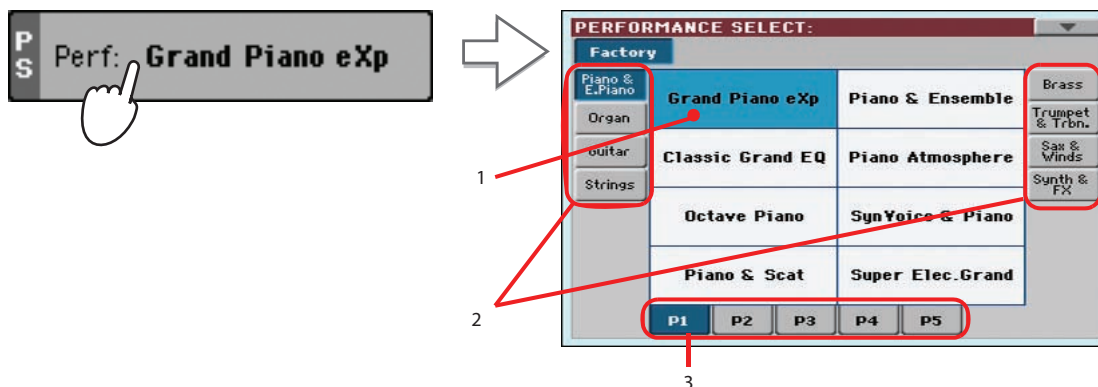 PS
Perf: Grand Piano eXp
PERFORMANCE SELECT:
Factory
Piano &
E.Piano
Organ
Guitar
Strings
Grand Piano eXp
Piano & Ensemble
Classic Grand EQ
Piano Atmosphere
Octave Piano
SynVoice & Piano
Piano & Scat
Super Elec.Grand
Brass
Trumpet
& Trbn.
Sax &
Winds
Synth &
FX
P1
P2
P3
P4
P5
1
2
3